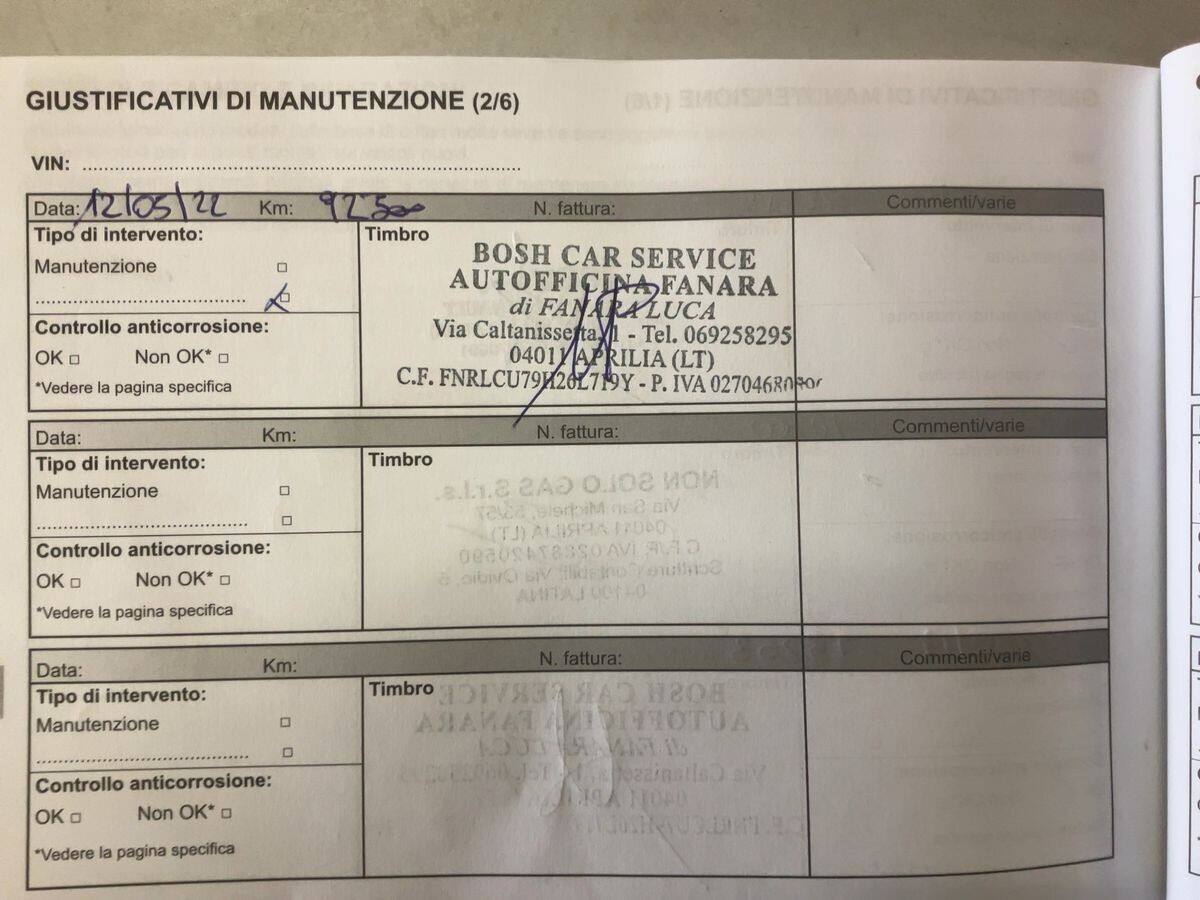 GIUSTIFICATIVI DI MANUTENZIONE (2/6)
VIN:
Data: 12/05/22 Km: 92500 N. fattura: Commenti/varie
Tipo di intervento: Timbro
Manutenzione
Controllo anticorrosione:
OK Non OK*
*Vedere la pagina specifica
BOSH CAR SERVICE
AUTOFFICINA FANARA
di FANARA LUCA
Via Caltanissetta, 1 - Tel. 069258295
04011 APRILIA (LT)
C.F. FNRLCU79H26L719Y - P. IVA
Data: Km: N. fattura: Commenti/varie
Tipo di intervento: Timbro
Manutenzione
Controllo anticorrosione:
OK Non OK*
*Vedere la pagina specifica
Data: Km: N. fattura: Commenti/varie
Tipo di intervento: Timbro
Manutenzione
Controllo anticorrosione:
OK Non OK*
*Vedere la pagina specifica